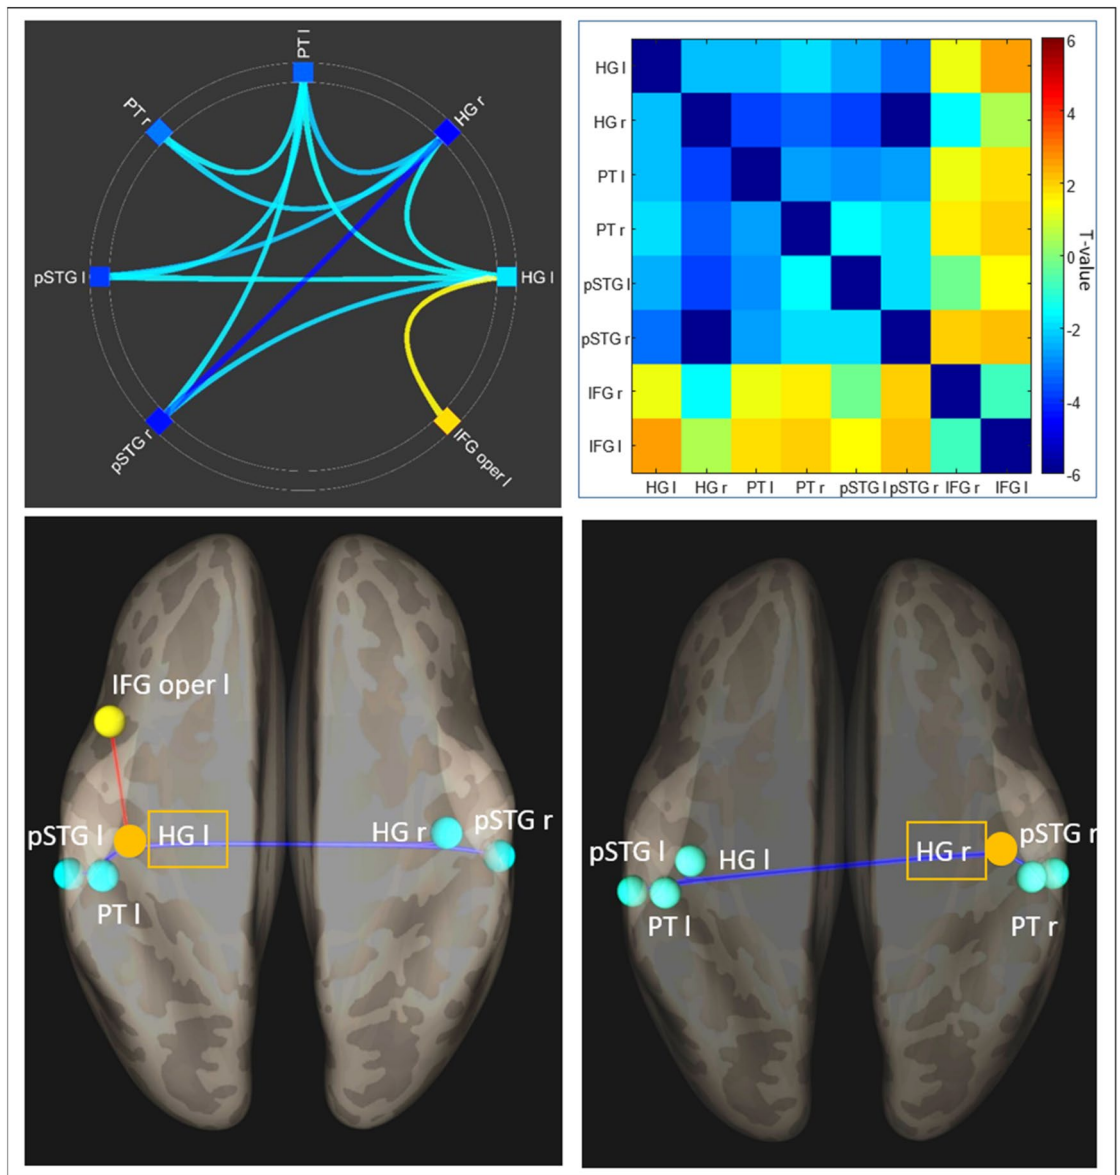 PT l
PT r
HG r
pSTG l
HG l
pSTG r
IFG oper l
HG l
HG r
PT l
PT r
pSTG l
pSTG r
IFG r
IFG l
HG l HG r PT l PT r pSTG l pSTG r IFG r IFG l
6
4
2
0
-2
-4
-6
T-value
IFG oper l
pSTG l HG l HG r pSTG r
PT l
pSTG l HG l HG r pSTG r
PT l PT r